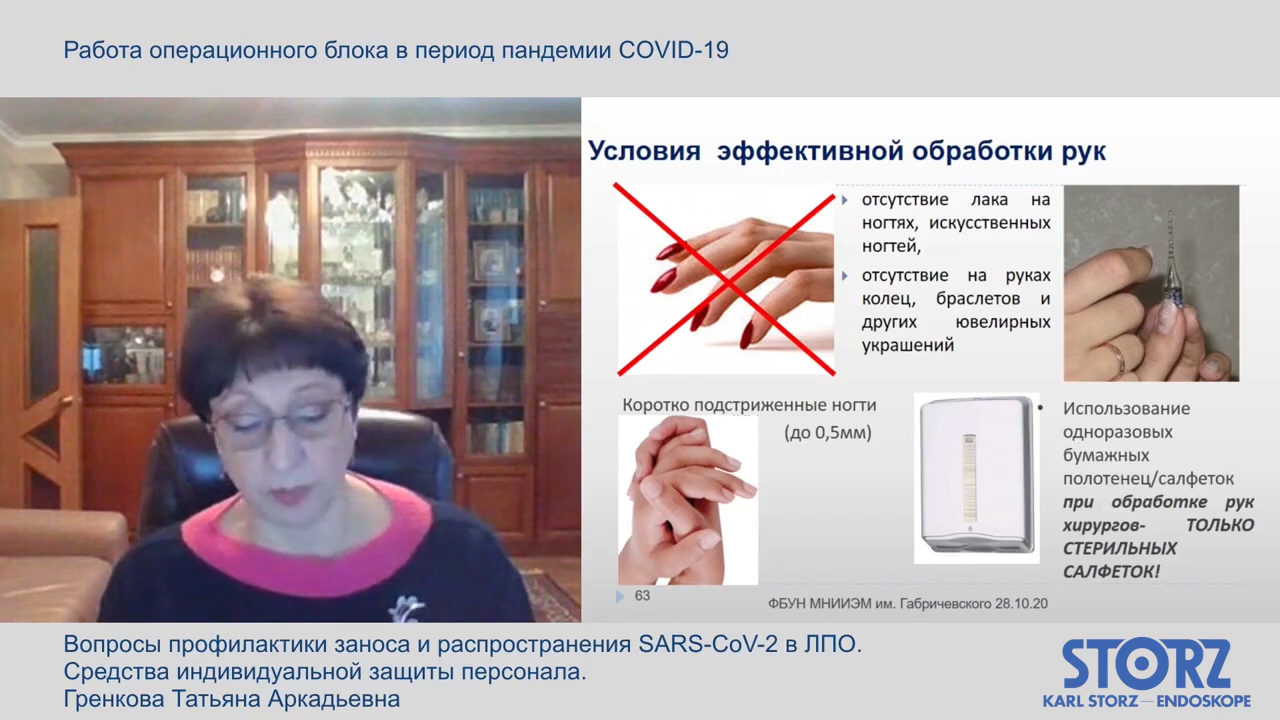 Работа операционного блока в период пандемии COVID-19
Условия эффективной обработки рук
отсутствие лака на
ногтях, искусственных
ногтей,
отсутствие на руках
колец, браслетов и
других ювелирных
украшений
Коротко подстриженные ногти
(до 0,5мм)
Использование
одноразовых
бумажных
полотенец/салфеток
при обработке рук
хирургов- ТОЛЬКО
СТЕРИЛЬНЫХ
САЛФЕТОК!
63
ФБУН МНИИЭМ им. Габричевского 28.10.20
Вопросы профилактики заноса и распространения SARS-CoV-2 в ЛПО.
Средства индивидуальной защиты персонала.
Гренкова Татьяна Аркадьевна
STORZ
KARL STORZ—ENDOSKOPE